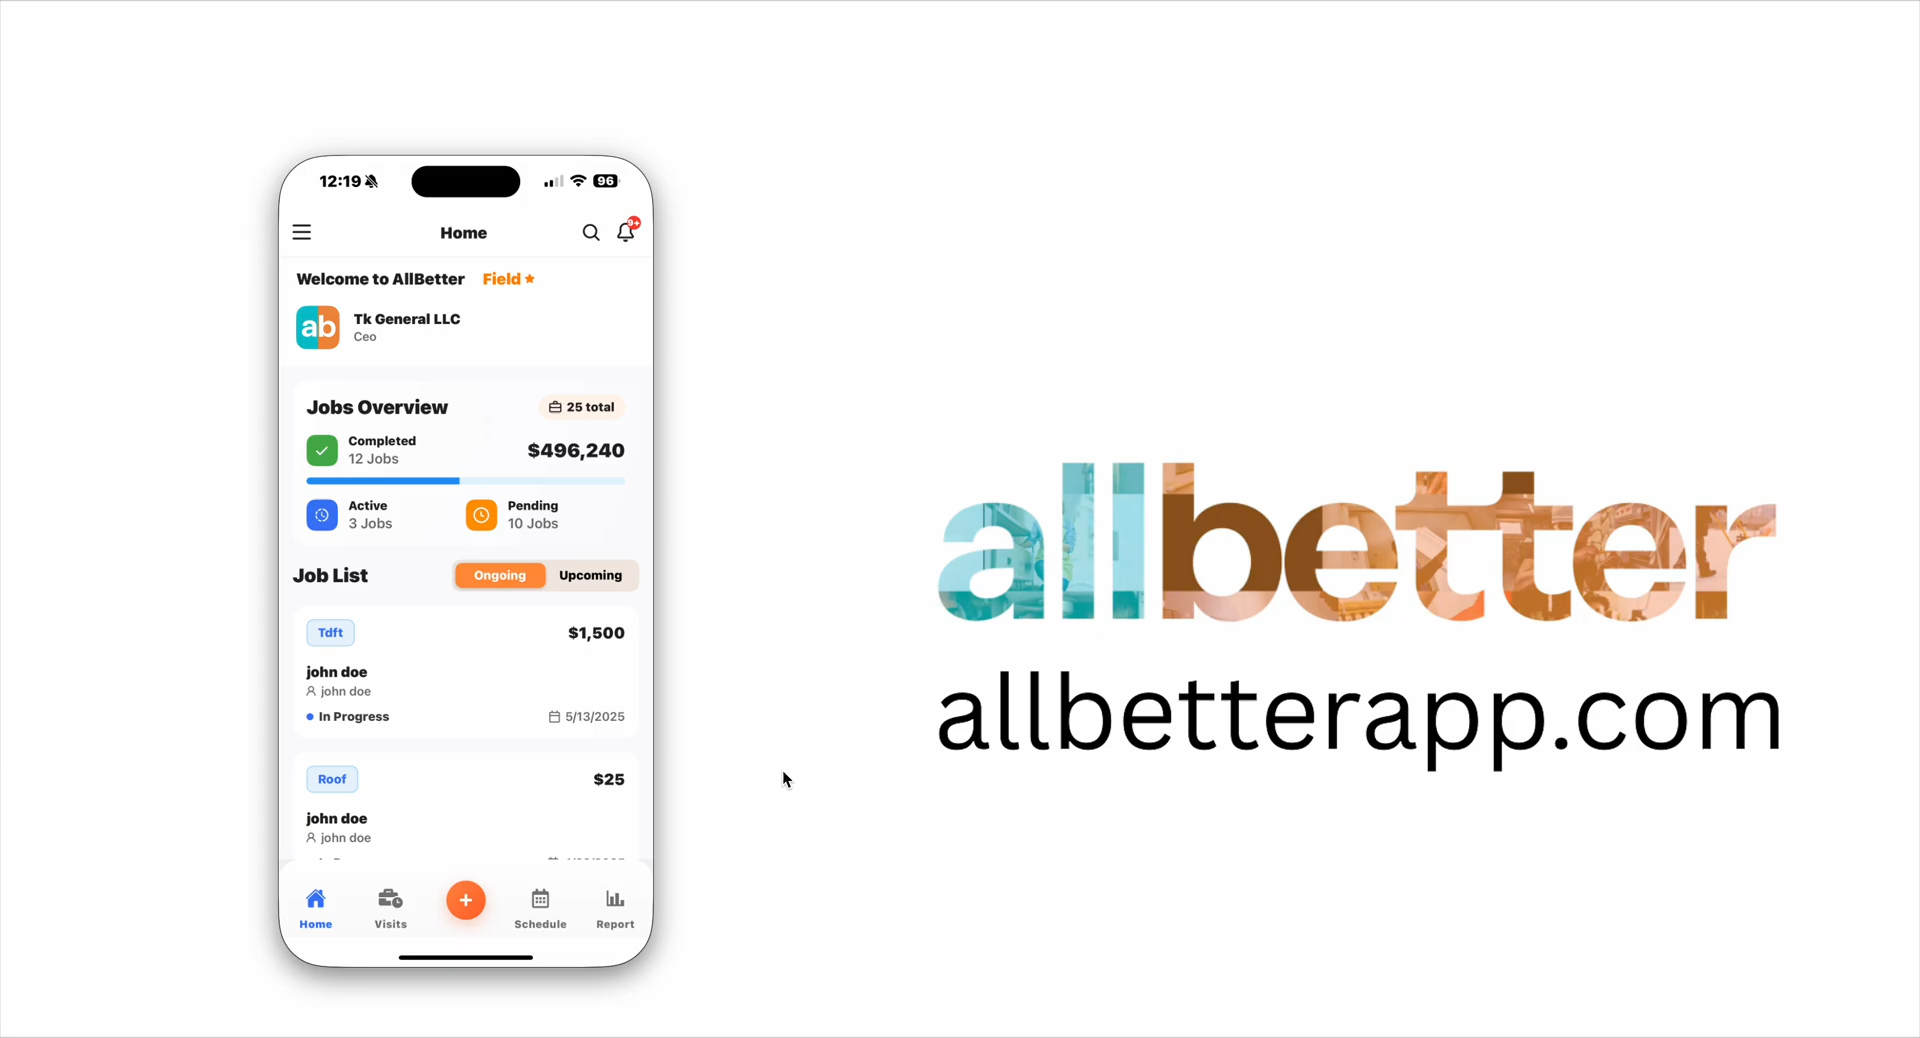 12:19
96
Home
9+
Welcome to AllBetter Field
ab
Tk General LLC
Ceo
Jobs Overview
25 total
Completed
12 Jobs
$496,240
Active
3 Jobs
Pending
10 Jobs
Job List
Ongoing
Upcoming
Tdft
$1,500
john doe
john doe
In Progress
5/13/2025
Roof
$25
john doe
john doe
Home
Visits
Schedule
Report
allbetter
allbetterapp.com